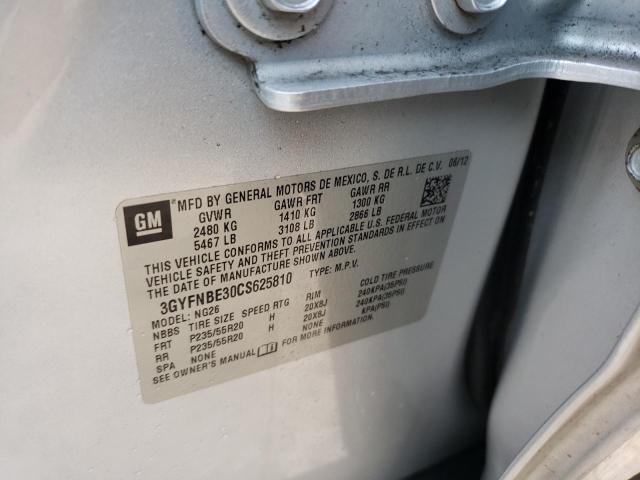 GM
MFD BY GENERAL MOTORS DE MEXICO, S. DE R.L. DE C.V. 06/12
GVWR GAWR FRT GAWR RR
2480 KG 1410 KG 1300 KG
5467 LB 3108 LB 2866 LB
THIS VEHICLE CONFORMS TO ALL APPLICABLE U.S. FEDERAL MOTOR
VEHICLE SAFETY AND THEFT PREVENTION STANDARDS IN EFFECT ON
THE DATE OF MANUFACTURE SHOWN ABOVE.
3GYFNBE30CS625810 TYPE: M.P.V.
MODEL: NG26
NBBS TIRE SIZE SPEED RTG RIM COLD TIRE PRESSURE
FRT P235/55R20 H 20X8J 240KPA(35PSI)
RR P235/55R20 H 20X8J 240KPA(35PSI)
SPA NONE NONE KPA(PSI)
SEE OWNER'S MANUAL FOR MORE INFORMATION.